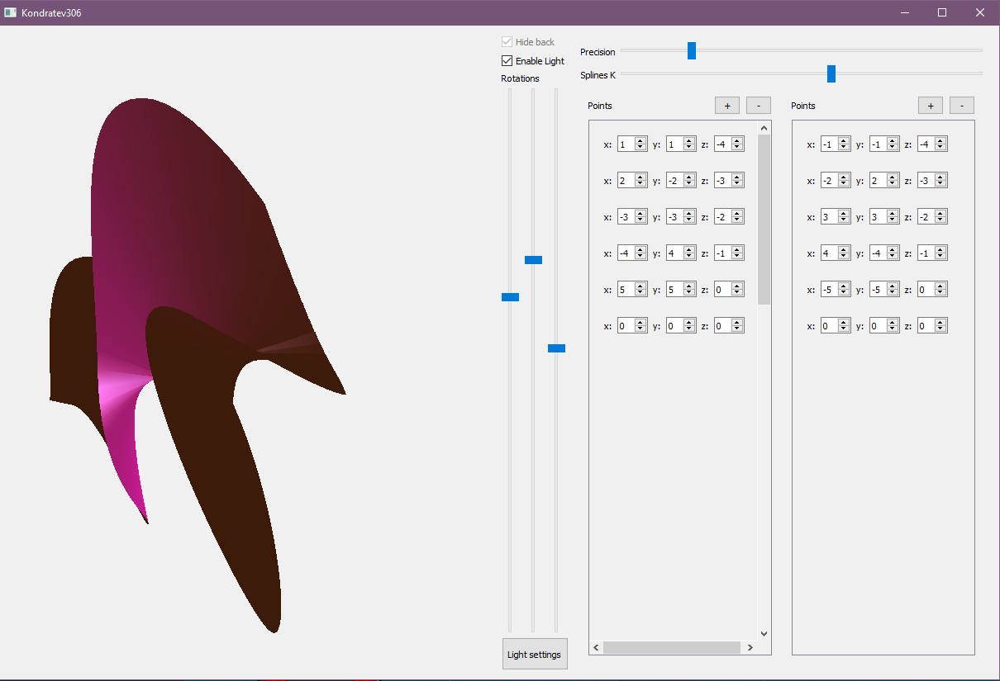 Kondratev306
Hide back
Enable Light
Rotations
Precision
Splines K
Points + -
x: 1 y: 1 z: -4
x: 2 y: -2 z: -3
x: -3 y: -3 z: -2
x: -4 y: 4 z: -1
x: 5 y: 5 z: 0
x: 0 y: 0 z: 0
Points + -
x: -1 y: -1 z: -4
x: -2 y: 2 z: -3
x: 3 y: 3 z: -2
x: 4 y: -4 z: -1
x: -5 y: -5 z: 0
x: 0 y: 0 z: 0
Light settings